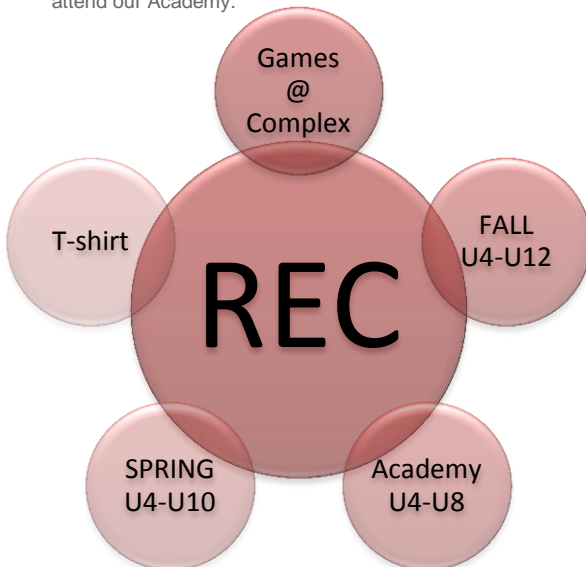 attend our Academy.
Games
@
Complex
T-shirt
FALL
U4-U12
REC
SPRING
U4-U10
Academy
U4-U8